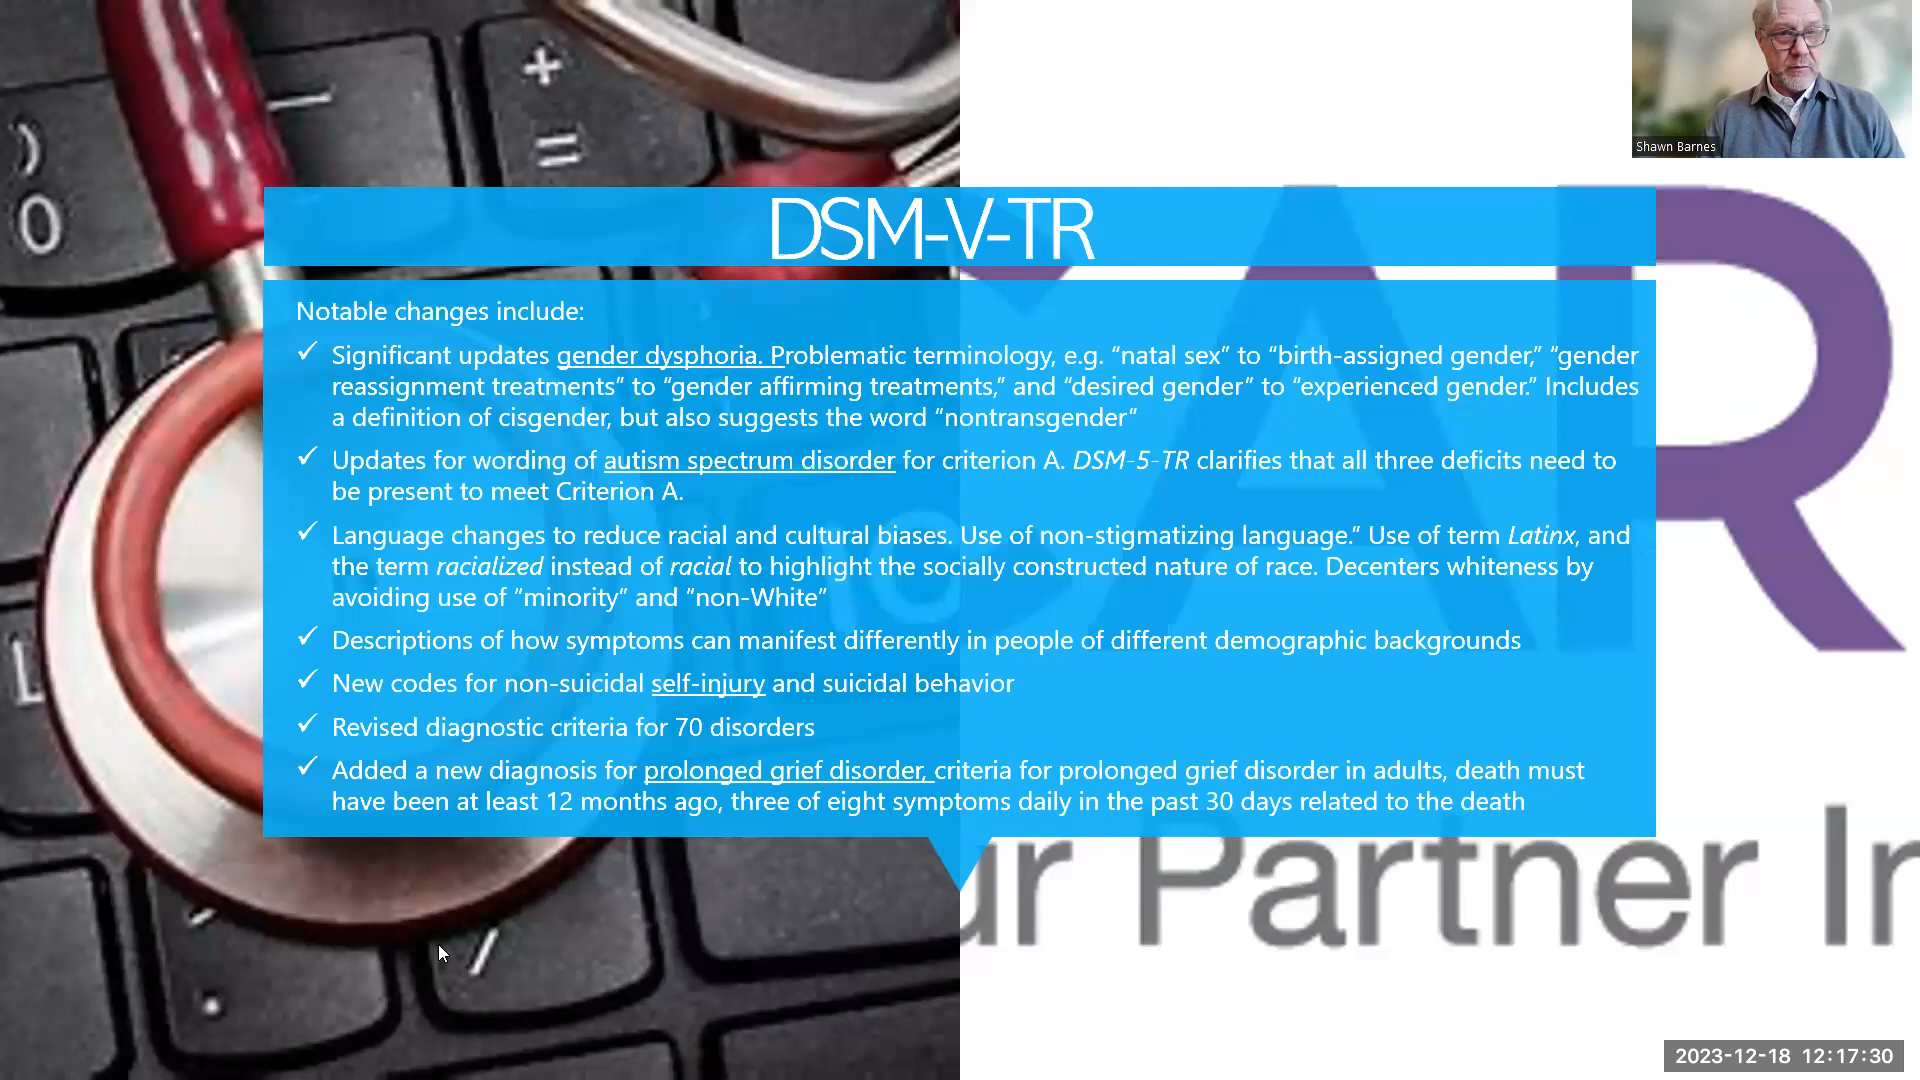 Shawn Barnes
DSM-V-TR
Notable changes include:
✓ Significant updates gender dysphoria. Problematic terminology, e.g. “natal sex” to “birth-assigned gender,” “gender
reassignment treatments” to “gender affirming treatments,” and “desired gender” to “experienced gender.” Includes
a definition of cisgender, but also suggests the word “nontransgender”
✓ Updates for wording of autism spectrum disorder for criterion A. DSM-5-TR clarifies that all three deficits need to
be present to meet Criterion A.
✓ Language changes to reduce racial and cultural biases. Use of non-stigmatizing language.” Use of term Latinx, and
the term racialized instead of racial to highlight the socially constructed nature of race. Decenters whiteness by
avoiding use of “minority” and “non-White”
✓ Descriptions of how symptoms can manifest differently in people of different demographic backgrounds
✓ New codes for non-suicidal self-injury and suicidal behavior
✓ Revised diagnostic criteria for 70 disorders
✓ Added a new diagnosis for prolonged grief disorder, criteria for prolonged grief disorder in adults, death must
have been at least 12 months ago, three of eight symptoms daily in the past 30 days related to the death
ur Partner In
AR
+
=
)
0
L
/
2023-12-18 12:17:30